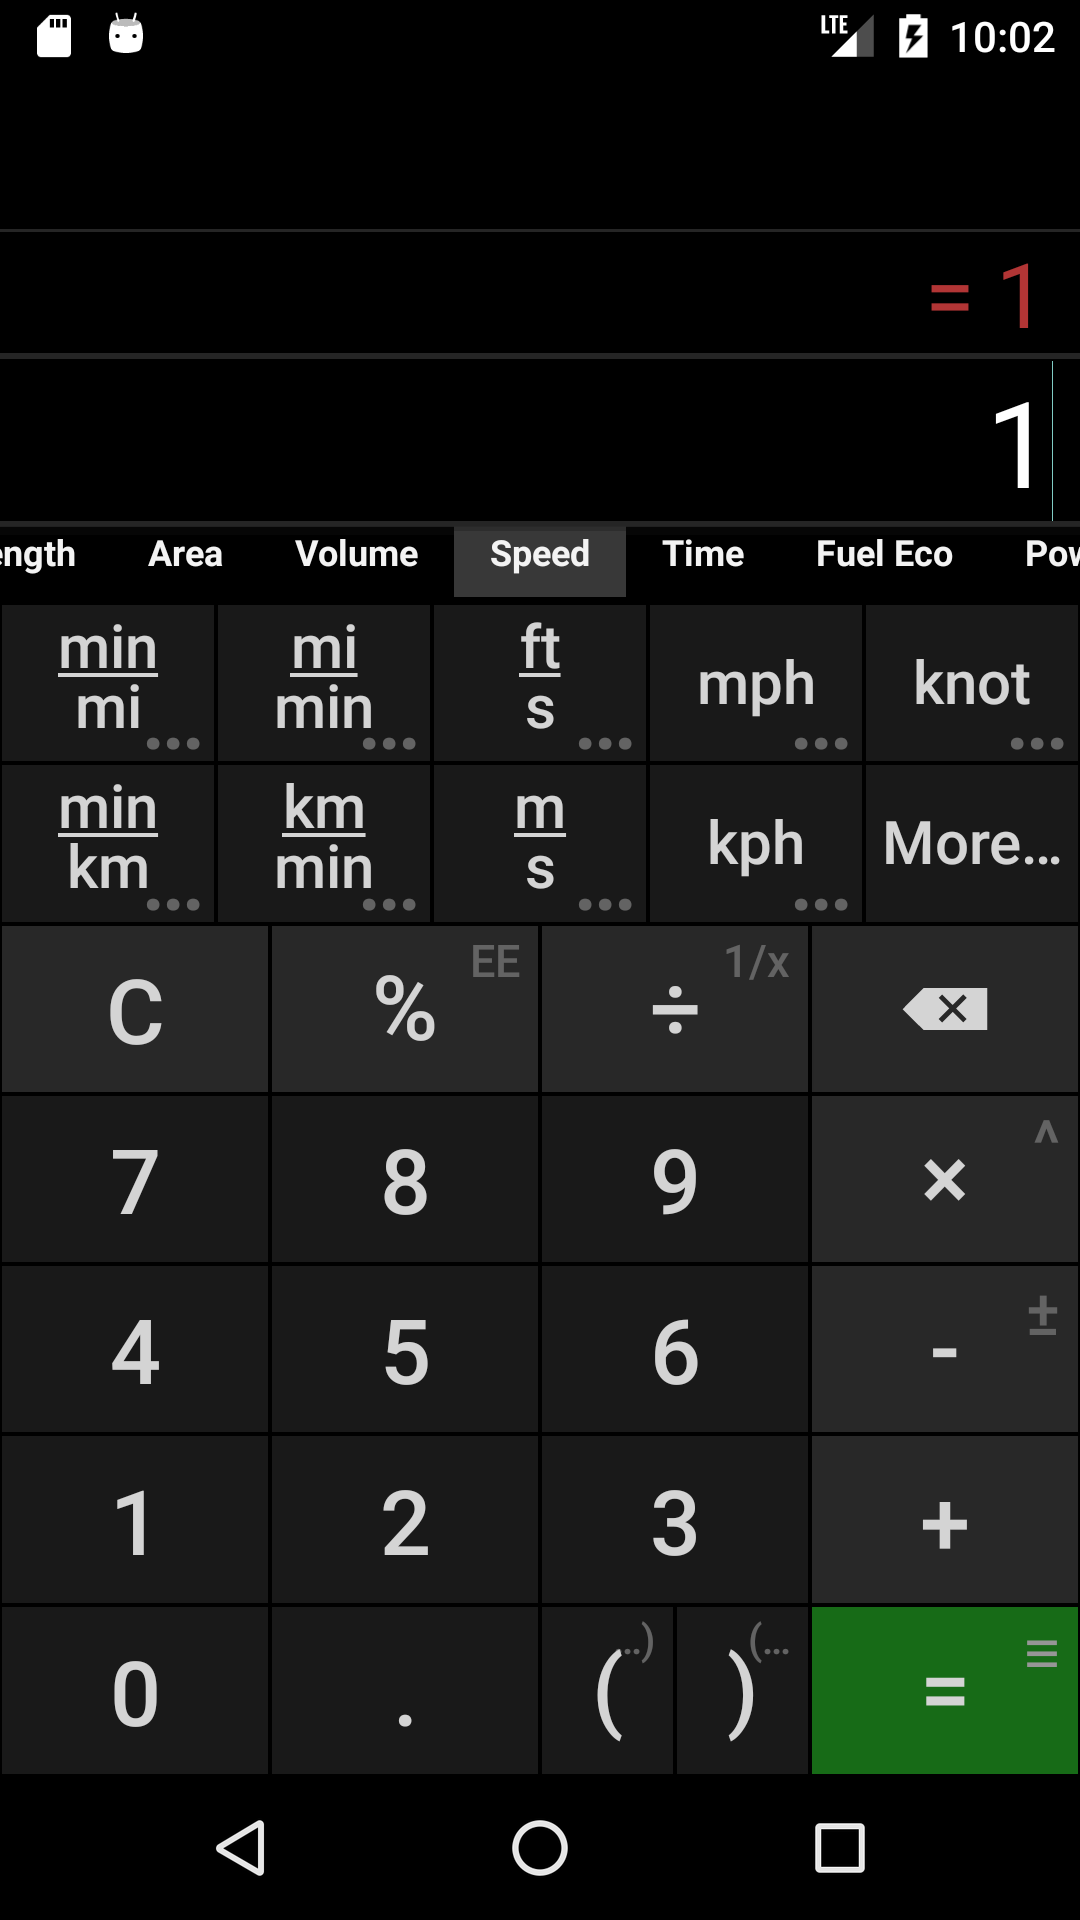 LTE 10:02
= 1
1
ength Area Volume Speed Time Fuel Eco Pow
min/mi mi/min ft/s mph knot
min/km km/min m/s kph More...
C % EE ÷ 1/x
7 8 9 × ^
4 5 6 - ±
1 2 3 +
0 . ( ..) ) (... =